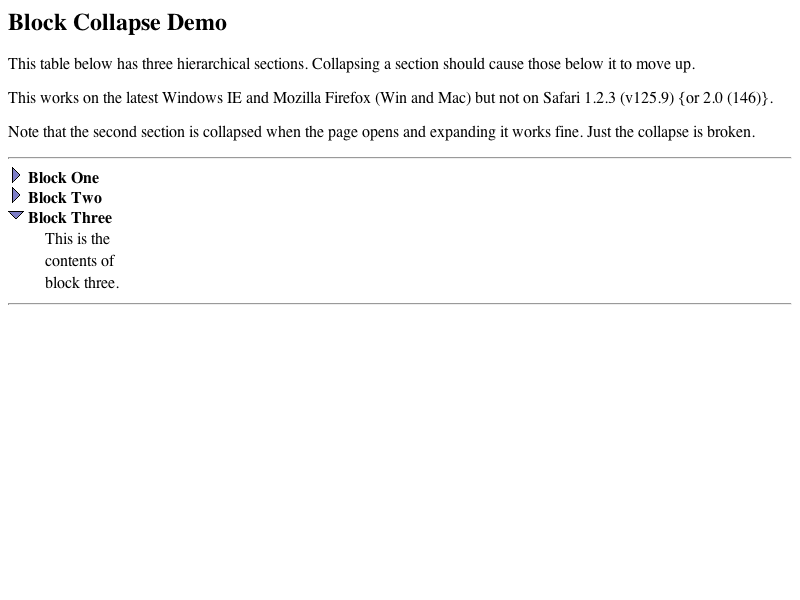 Block Collapse Demo
This table below has three hierarchical sections. Collapsing a section should cause those below it to move up.
This works on the latest Windows IE and Mozilla Firefox (Win and Mac) but not on Safari 1.2.3 (v125.9) {or 2.0 (146)}.
Note that the second section is collapsed when the page opens and expanding it works fine. Just the collapse is broken.
Block One
Block Two
Block Three
This is the
contents of
block three.